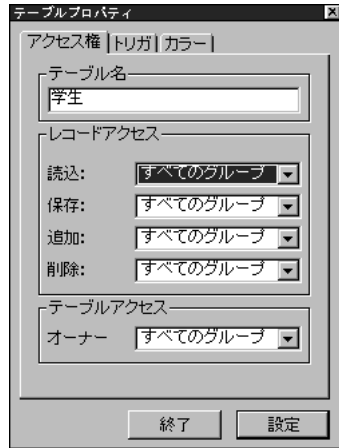 テーブルプロパティ
アクセス権 トリガ カラー
テーブル名
学生
レコードアクセス
読込: すべてのグループ
保存: すべてのグループ
追加: すべてのグループ
削除: すべてのグループ
テーブルアクセス
オーナー すべてのグループ
終了 設定